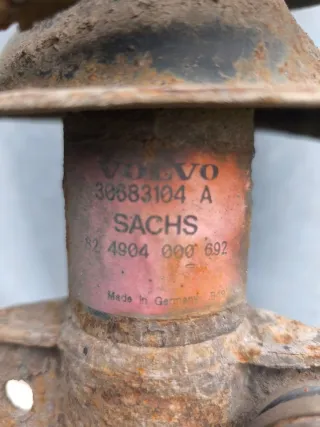 VOLVO
30683104 A
SACHS
82 4904 000 692
Made in Germany